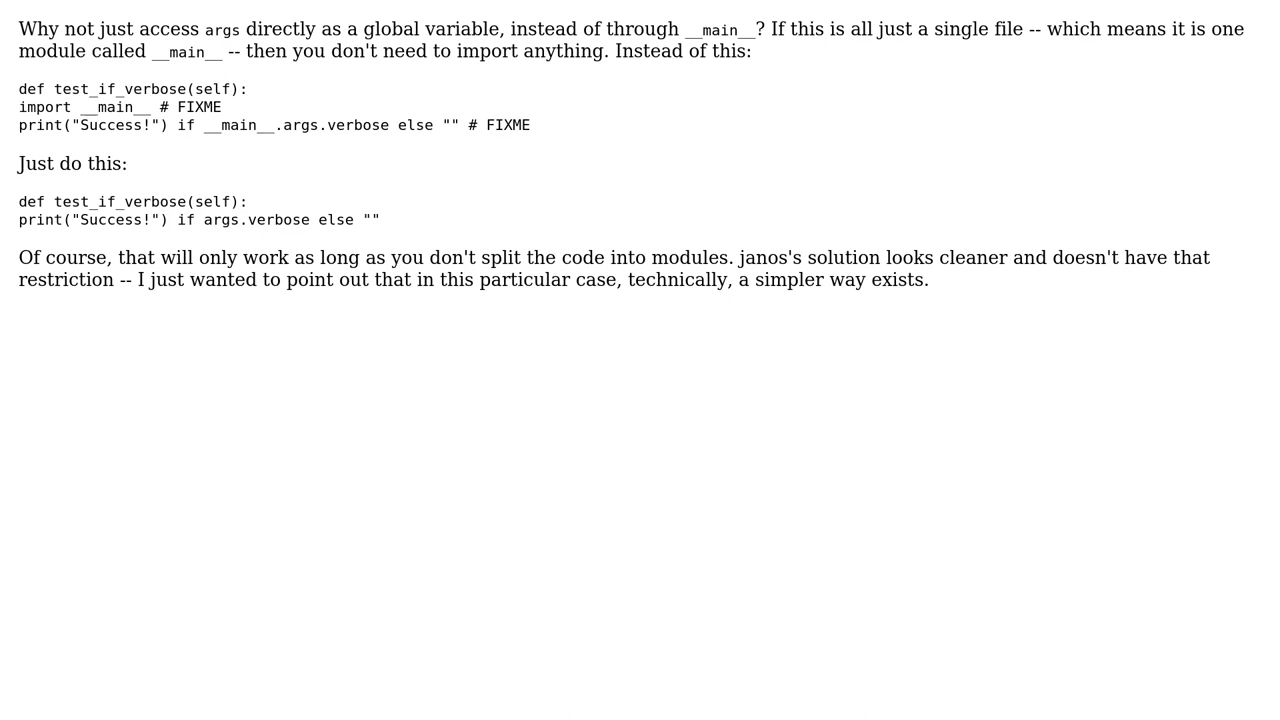 Why not just access args directly as a global variable, instead of through __main__? If this is all just a single file -- which means it is one
module called __main__ -- then you don't need to import anything. Instead of this:
def test_if_verbose(self):
import __main__ # FIXME
print("Success!") if __main__.args.verbose else "" # FIXME
Just do this:
def test_if_verbose(self):
print("Success!") if args.verbose else ""
Of course, that will only work as long as you don't split the code into modules. janos's solution looks cleaner and doesn't have that
restriction -- I just wanted to point out that in this particular case, technically, a simpler way exists.